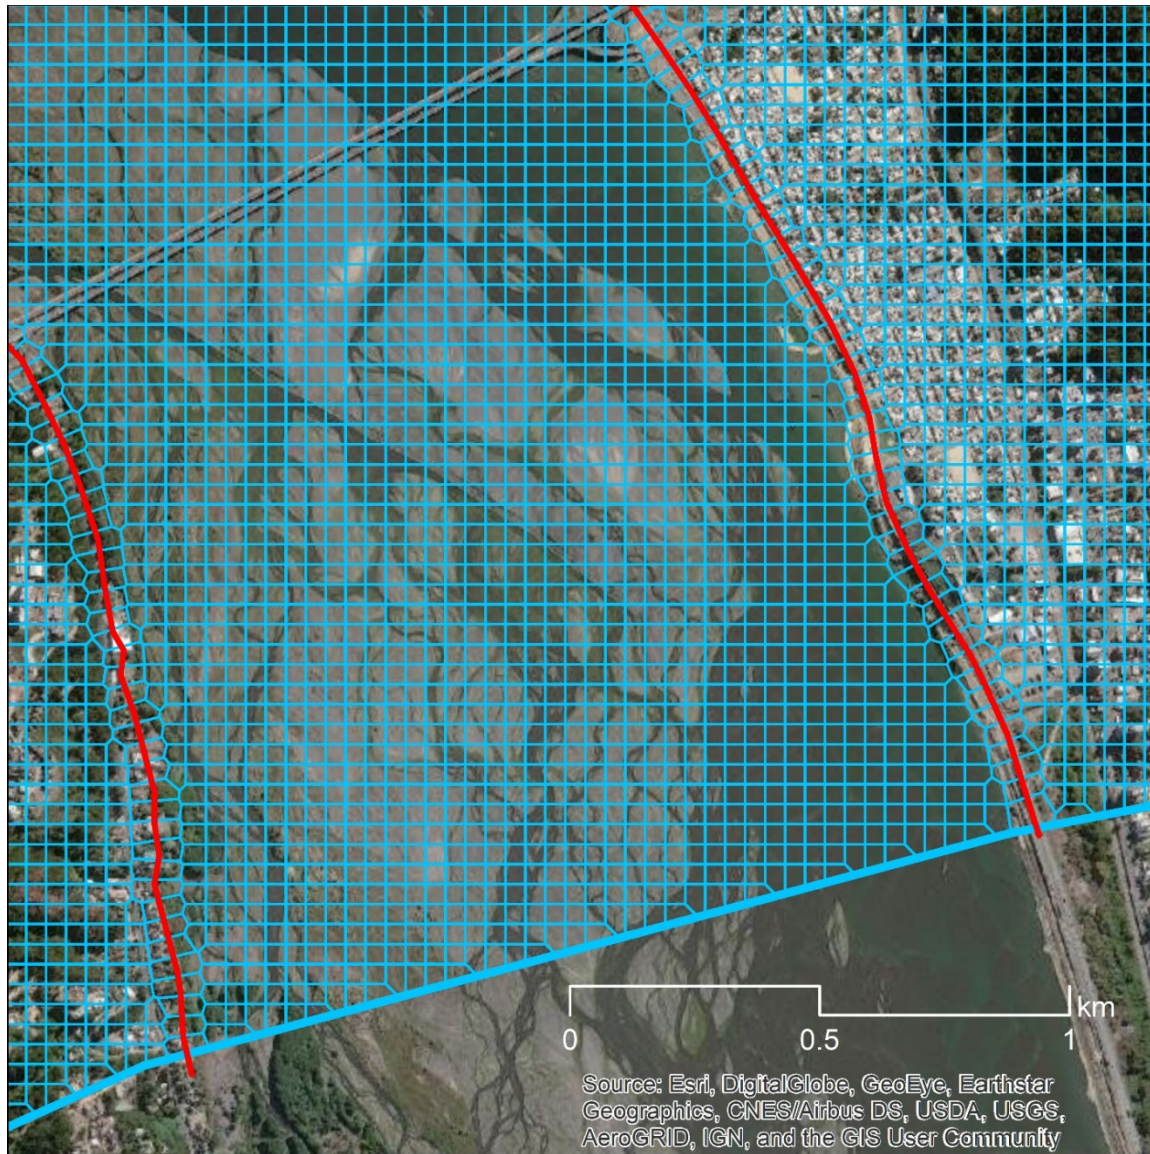 km
0 0.5 1
Source: Esri, DigitalGlobe, GeoEye, Earthstar
Geographics, CNES/Airbus DS, USDA, USGS,
AeroGRID, IGN, and the GIS User Community